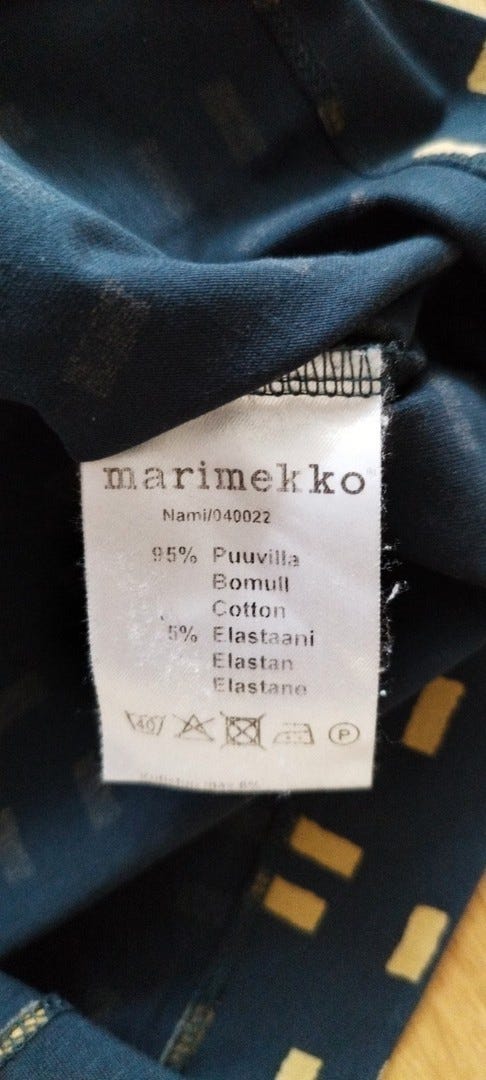 marimekko®
Nami/040022
95% Puuvilla
Bomull
Cotton
5% Elastaani
Elastan
Elastane
40 P